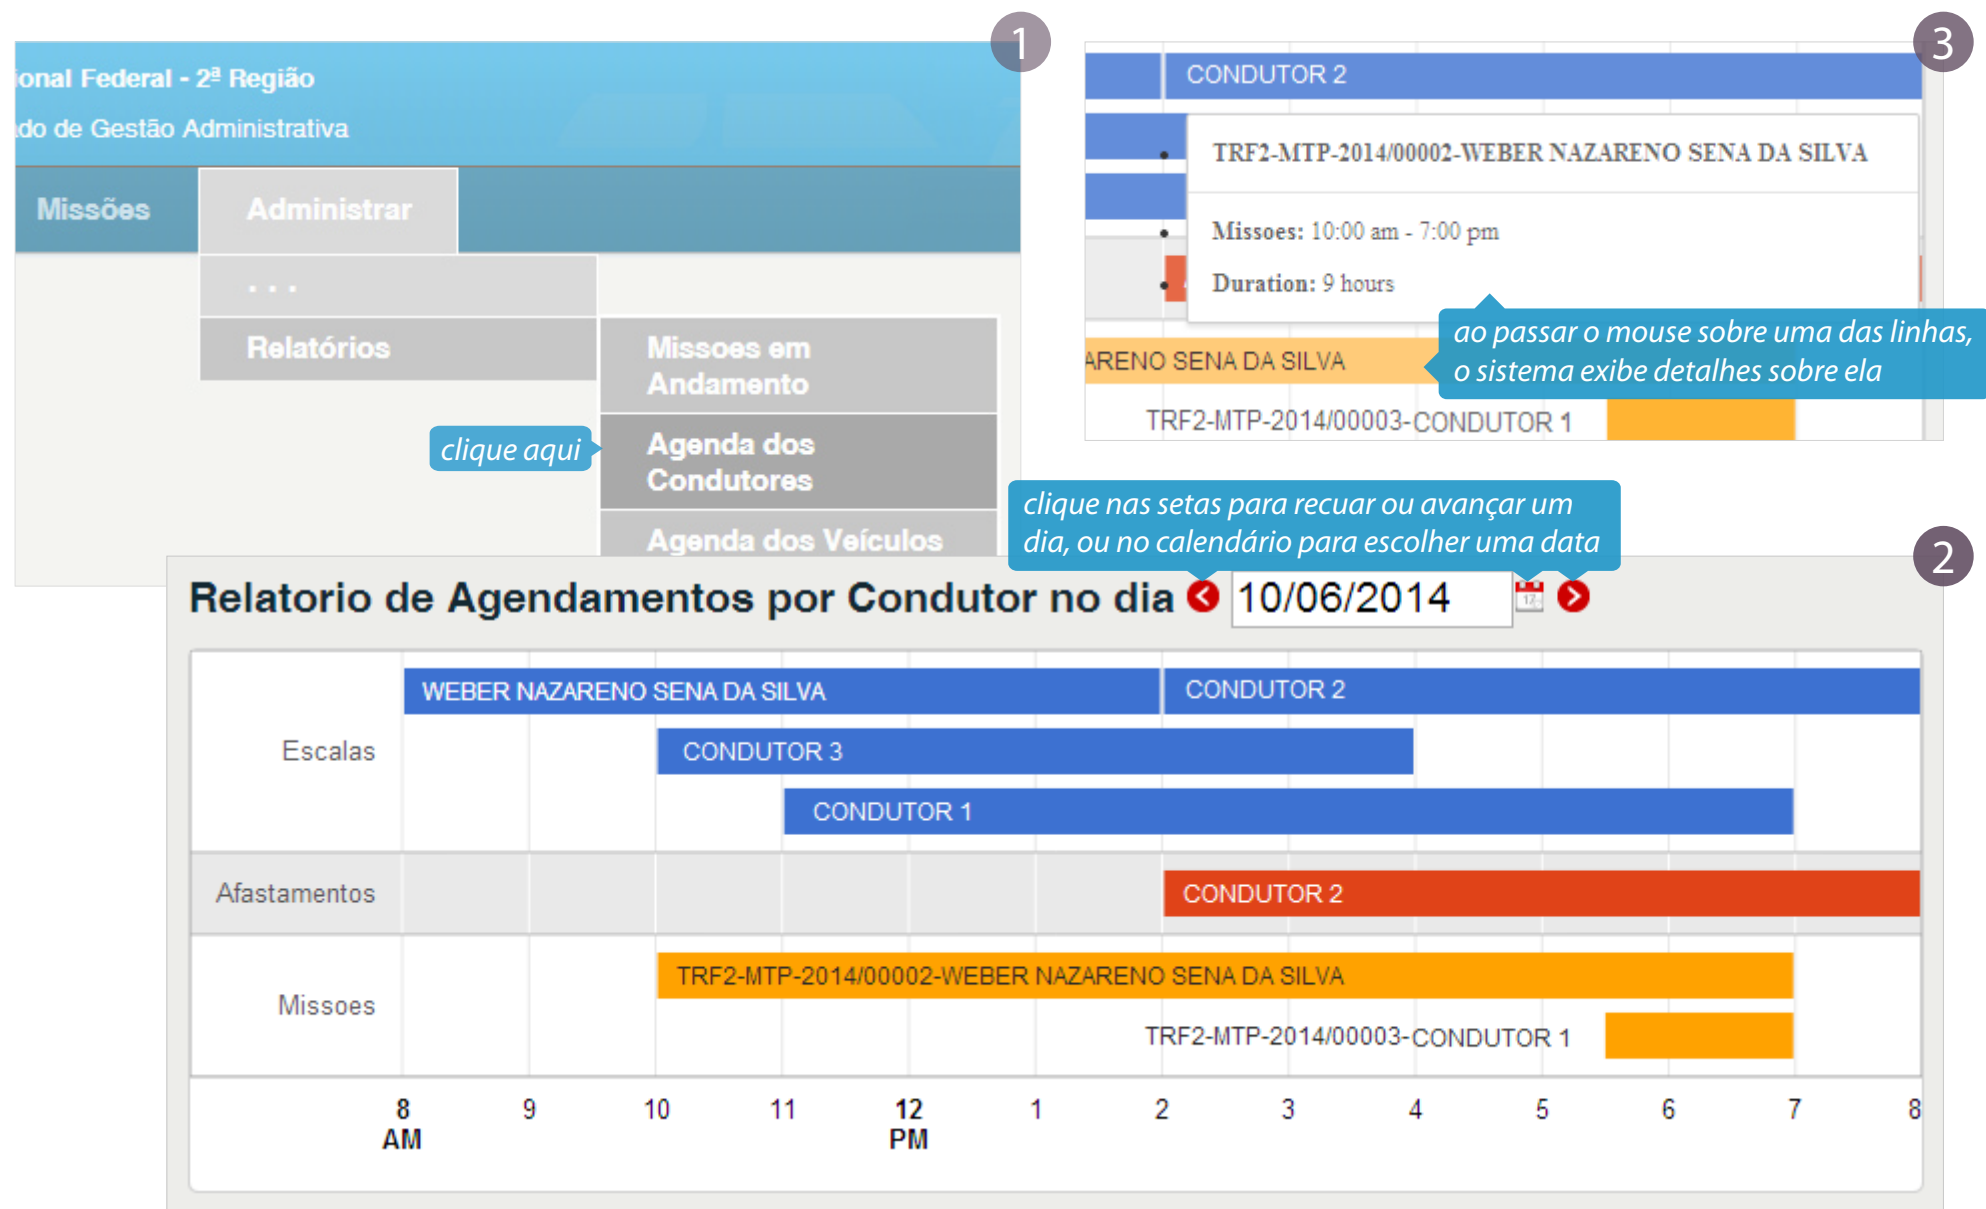 1
ional Federal - 2ª Região
do de Gestão Administrativa
Missões
Administrar
. . .
Relatórios
Missoes em
Andamento
clique aqui
Agenda dos
Condutores
Agenda dos Veículos
3
CONDUTOR 2
TRF2-MTP-2014/00002-WEBER NAZARENO SENA DA SILVA
Missoes: 10:00 am - 7:00 pm
Duration: 9 hours
ao passar o mouse sobre uma das linhas,
o sistema exibe detalhes sobre ela
ARENO SENA DA SILVA
TRF2-MTP-2014/00003-CONDUTOR 1
clique nas setas para recuar ou avançar um
dia, ou no calendário para escolher uma data
2
Relatorio de Agendamentos por Condutor no dia 10/06/2014
Escalas
WEBER NAZARENO SENA DA SILVA
CONDUTOR 2
CONDUTOR 3
CONDUTOR 1
Afastamentos
CONDUTOR 2
Missoes
TRF2-MTP-2014/00002-WEBER NAZARENO SENA DA SILVA
TRF2-MTP-2014/00003-CONDUTOR 1
8 9 10 11 12 1 2 3 4 5 6 7 8
AM PM